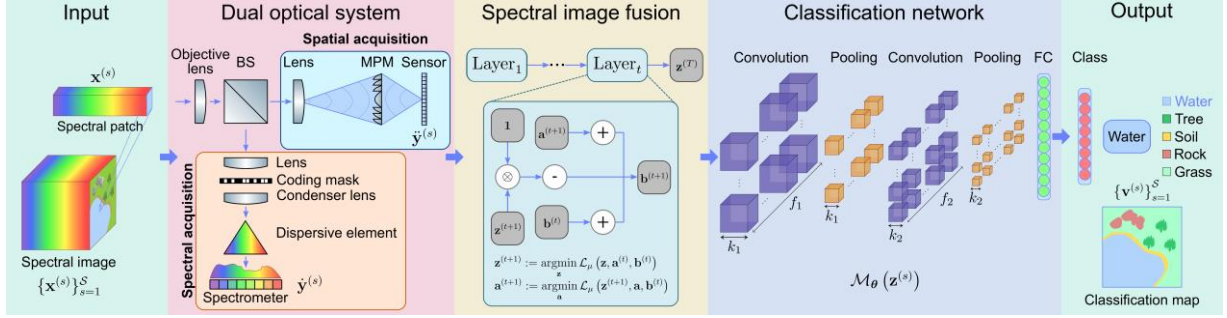 Input
Dual optical system
Spectral image fusion
Classification network
Output
x^(s)
Spectral patch
Spectral image
{x^(s)}_{s=1}^S
Objective
lens
BS
Spatial acquisition
Lens
MPM
Sensor
ÿ^(s)
Spectral acquisition
Lens
Coding mask
Condenser lens
Dispersive element
Spectrometer
ẏ^(s)
Layer_1
...
Layer_t
z^(T)
1
a^(t+1)
+
⊗
-
b^(t+1)
z^(t+1)
b^(t)
+
z^(t+1) := argmin_z L_μ (z, a^(t), b^(t))
a^(t+1) := argmin_a L_μ (z^(t+1), a, b^(t))
Convolution
Pooling
Convolution
Pooling
FC
f_1
f_2
k_1
k_1
k_2
k_2
M_θ (z^(s))
Class
Water
Water
Tree
Soil
Rock
Grass
{v^(s)}_{s=1}^S
Classification map